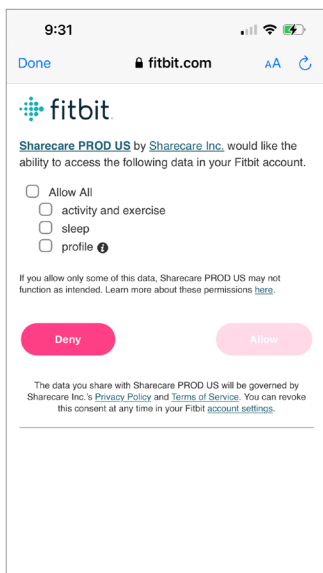 9:31
Done
fitbit.com
AA
fitbit
Sharecare PROD US by Sharecare Inc. would like the
ability to access the following data in your Fitbit account.
Allow All
activity and exercise
sleep
profile
If you allow only some of this data, Sharecare PROD US may not
function as intended. Learn more about these permissions here.
Deny
Allow
The data you share with Sharecare PROD US will be governed by
Sharecare Inc.'s Privacy Policy and Terms of Service. You can revoke
this consent at any time in your Fitbit account settings.